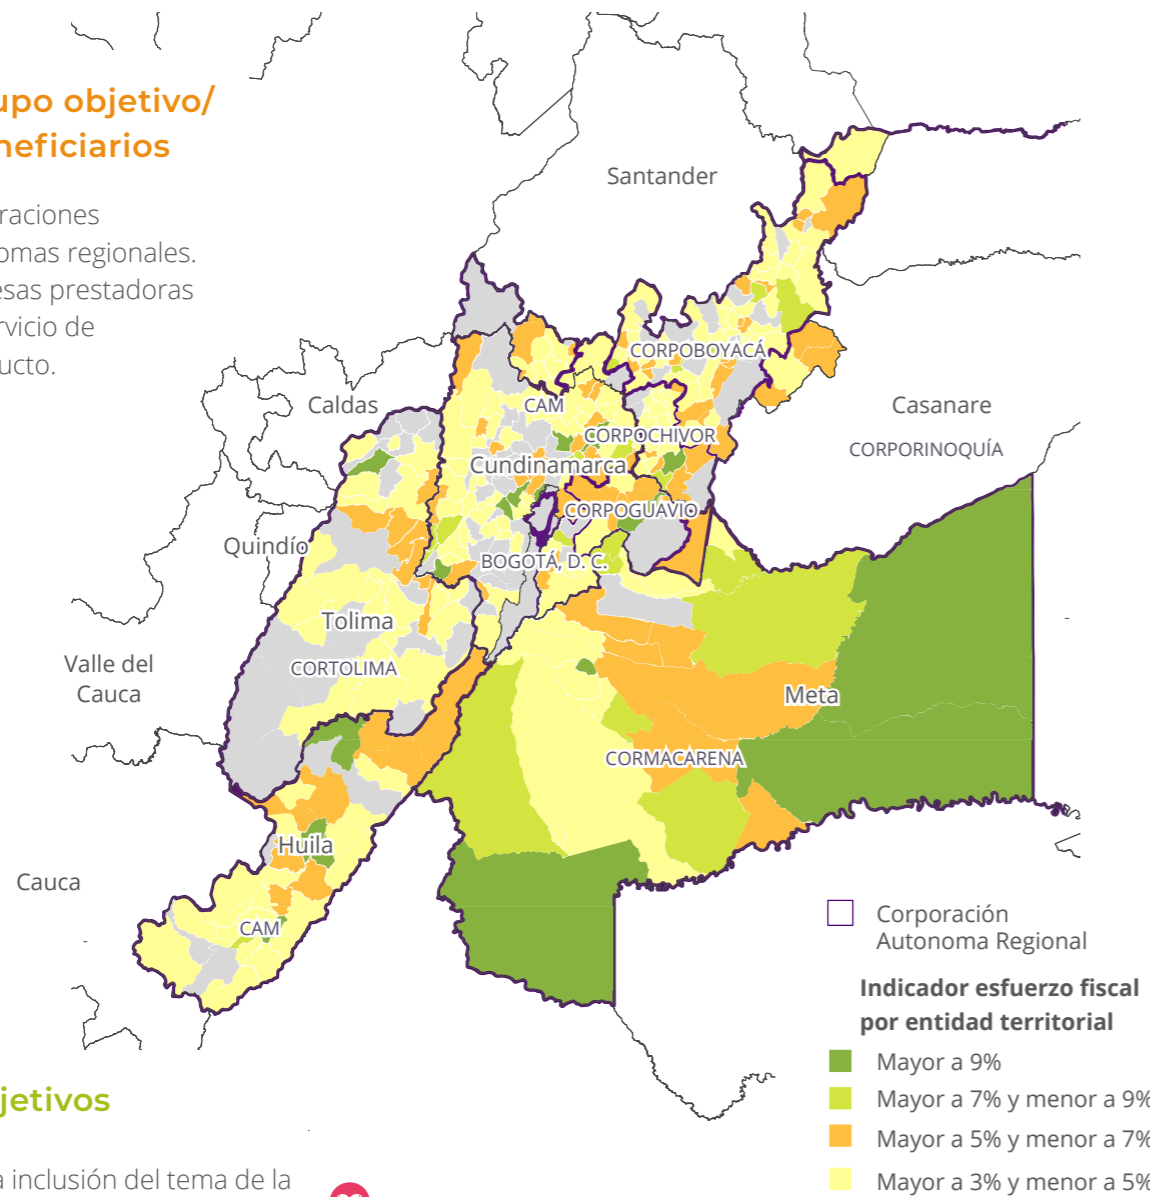 upo objetivo/
neficiarios
raciones
omas regionales.
esas prestadoras
rvicio de
ucto.
Santander
CORPOBOYACÁ
Caldas
CAM
Casanare
CORPOCHIVOR
CORPORINOQUÍA
Cundinamarca
CORPOGUAVIO
Quindío
BOGOTÁ, D. C.
Tolima
Valle del
Cauca
CORTOLIMA
Meta
CORMACARENA
Huila
Cauca
CAM
Corporación
Autonoma Regional
Indicador esfuerzo fiscal
por entidad territorial
Mayor a 9%
Mayor a 7% y menor a 9%
Mayor a 5% y menor a 7%
Mayor a 3% y menor a 5%
jetivos
a inclusión del tema de la